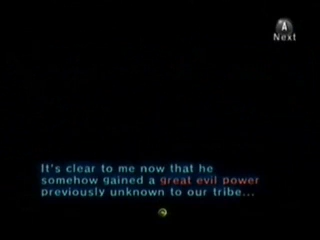 A
Next
It's clear to me now that he
somehow gained a great evil power
previously unknown to our tribe...